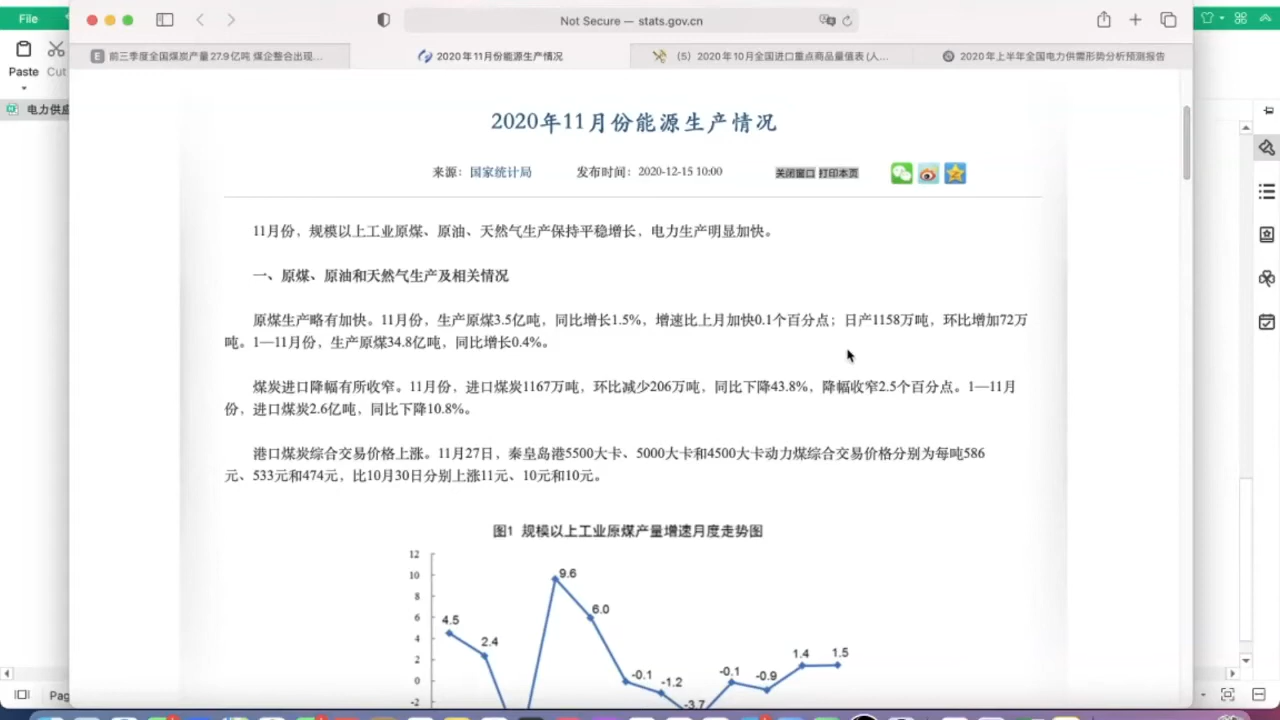 File
Not Secure — stats.gov.cn
Paste
Cut
前三季度全国煤炭产量27.9亿吨 煤企整合出现...
2020年11月份能源生产情况
（5）2020年10月全国进口重点商品量值表（人...
2020年上半年全国电力供需形势分析预测报告
电力供应
2020年11月份能源生产情况
来源：国家统计局 发布时间：2020-12-15 10:00 关闭窗口 打印本页
11月份，规模以上工业原煤、原油、天然气生产保持平稳增长，电力生产明显加快。
一、原煤、原油和天然气生产及相关情况
原煤生产略有加快。11月份，生产原煤3.5亿吨，同比增长1.5%，增速比上月加快0.1个百分点；日产1158万吨，环比增加72万
吨。1—11月份，生产原煤34.8亿吨，同比增长0.4%。
煤炭进口降幅有所收窄。11月份，进口煤炭1167万吨，环比减少206万吨，同比下降43.8%，降幅收窄2.5个百分点。1—11月
份，进口煤炭2.6亿吨，同比下降10.8%。
港口煤炭综合交易价格上涨。11月27日，秦皇岛港5500大卡、5000大卡和4500大卡动力煤综合交易价格分别为每吨586
元、533元和474元，比10月30日分别上涨11元、10元和10元。
图1 规模以上工业原煤产量增速月度走势图
12
10
8
6
4
2
0
-2
4.5
2.4
9.6
6.0
-0.1
-1.2
-3.7
-0.1
-0.9
1.4
1.5
Pag